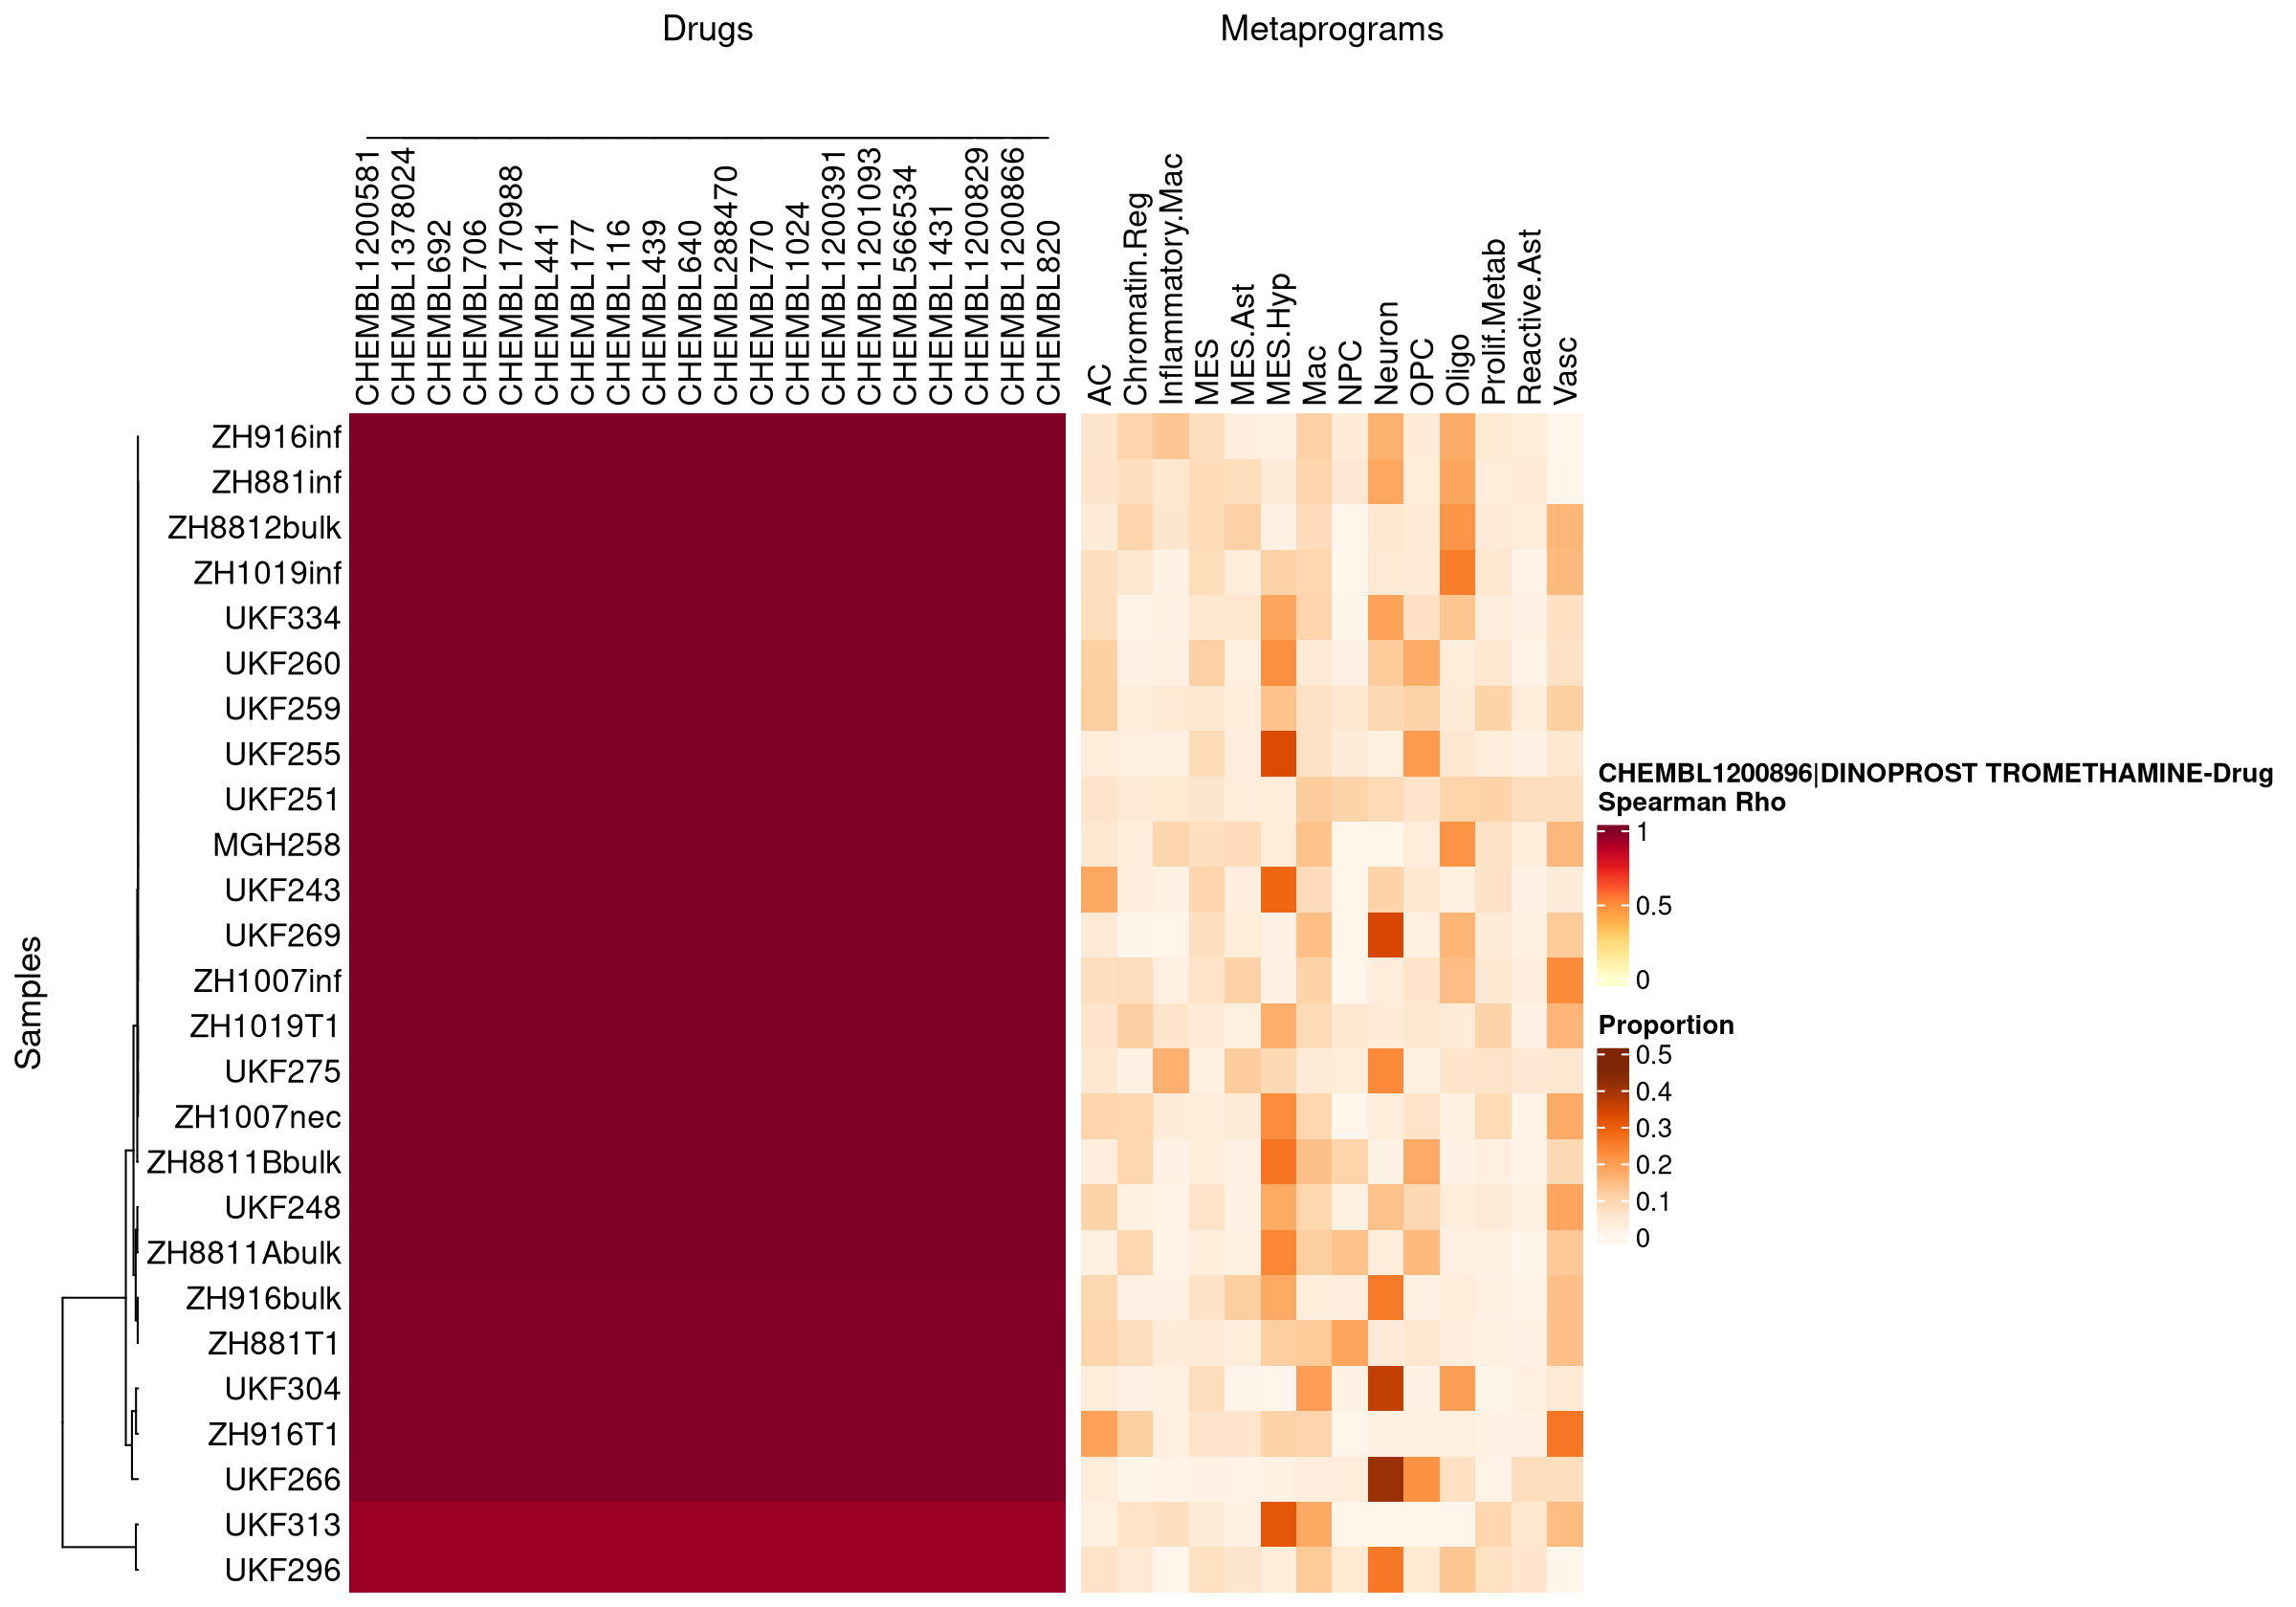 Drugs
Metaprograms
CHEMBL1200581
CHEMBL1378024
CHEMBL692
CHEMBL706
CHEMBL170988
CHEMBL441
CHEMBL177
CHEMBL116
CHEMBL439
CHEMBL640
CHEMBL288470
CHEMBL770
CHEMBL1024
CHEMBL1200391
CHEMBL1201093
CHEMBL566534
CHEMBL1431
CHEMBL1200829
CHEMBL1200866
CHEMBL820
AC
Chromatin.Reg
Inflammatory.Mac
MES
MES.Ast
MES.Hyp
Mac
NPC
Neuron
OPC
Oligo
Prolif.Metab
Reactive.Ast
Vasc
Samples
ZH916inf
ZH881inf
ZH8812bulk
ZH1019inf
UKF334
UKF260
UKF259
UKF255
UKF251
MGH258
UKF243
UKF269
ZH1007inf
ZH1019T1
UKF275
ZH1007nec
ZH8811Bbulk
UKF248
ZH8811Abulk
ZH916bulk
ZH881T1
UKF304
ZH916T1
UKF266
UKF313
UKF296
CHEMBL1200896|DINOPROST TROMETHAMINE-Drug
Spearman Rho
1
0.5
0
Proportion
0.5
0.4
0.3
0.2
0.1
0